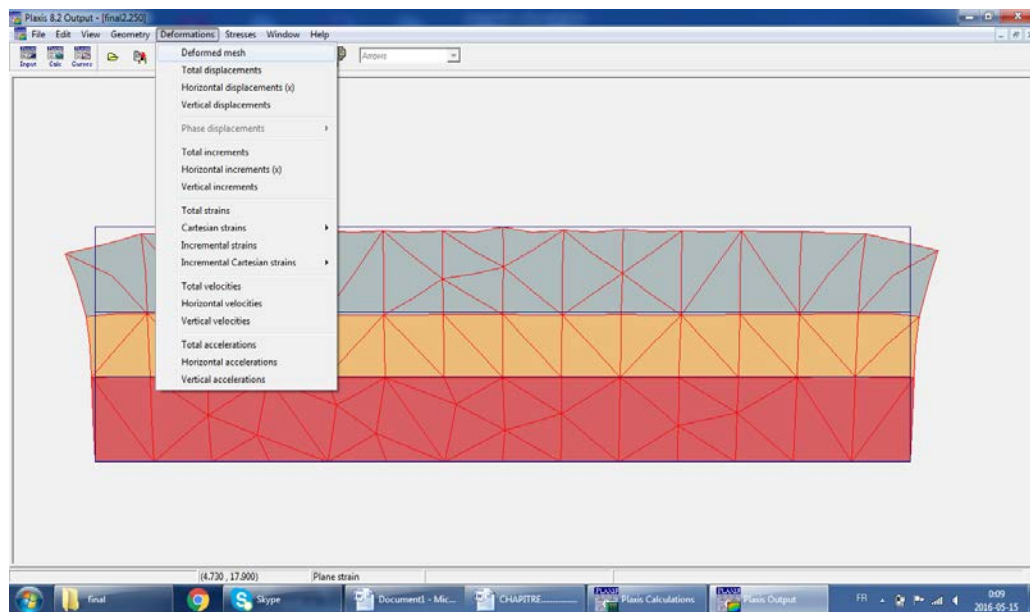 Plaxis 8.2 Output - [final2.250]
File Edit View Geometry Deformations Stresses Window Help
Input Calc Curves Arrows
Deformed mesh
Total displacements
Horizontal displacements (x)
Vertical displacements
Phase displacements
Total increments
Horizontal increments (x)
Vertical increments
Total strains
Cartesian strains
Incremental strains
Incremental Cartesian strains
Total velocities
Horizontal velocities
Vertical velocities
Total accelerations
Horizontal accelerations
Vertical accelerations
(4.730 , 17.900) Plane strain
final Skype Document1 - Mic... CHAPITRE............... Plaxis Calculations Plaxis Output FR 0:09
2016-05-13